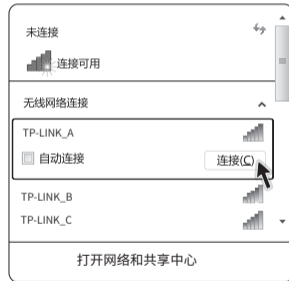 未连接
连接可用
无线网络连接
TP-LINK_A
自动连接
连接(C)
TP-LINK_B
TP-LINK_C
打开网络和共享中心